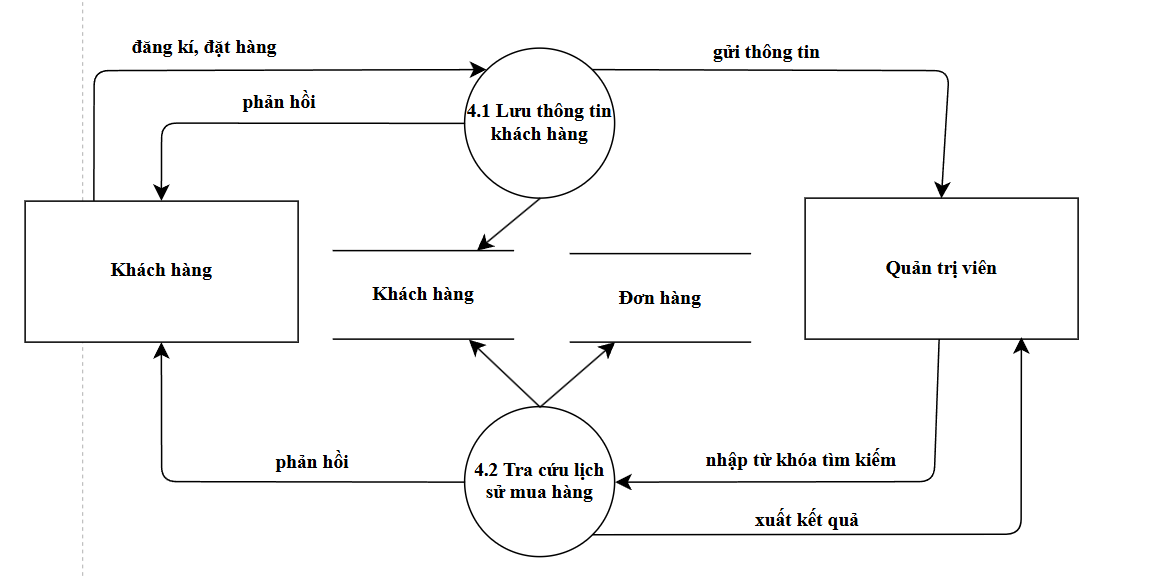 đăng kí, đặt hàng
gửi thông tin
phản hồi
4.1 Lưu thông tin
khách hàng
Khách hàng
Quản trị viên
Khách hàng
Đơn hàng
phản hồi
4.2 Tra cứu lịch
sử mua hàng
nhập từ khóa tìm kiếm
xuất kết quả